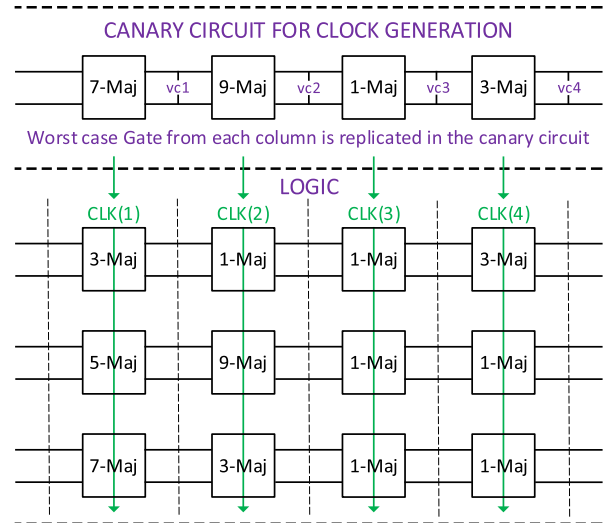 CANARY CIRCUIT FOR CLOCK GENERATION
7-Maj vc1 9-Maj vc2 1-Maj vc3 3-Maj vc4
Worst case Gate from each column is replicated in the canary circuit
LOGIC
CLK(1) CLK(2) CLK(3) CLK(4)
3-Maj 1-Maj 1-Maj 3-Maj
5-Maj 9-Maj 1-Maj 1-Maj
7-Maj 3-Maj 1-Maj 1-Maj